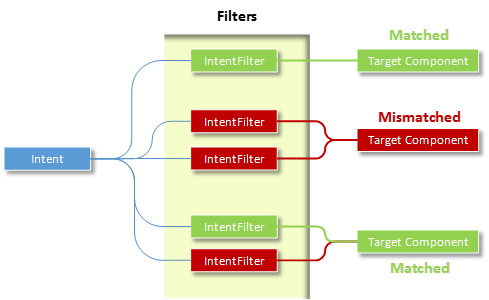 Filters
Matched
IntentFilter
Target Component
Mismatched
IntentFilter
Target Component
Intent
IntentFilter
IntentFilter
Target Component
IntentFilter
Matched